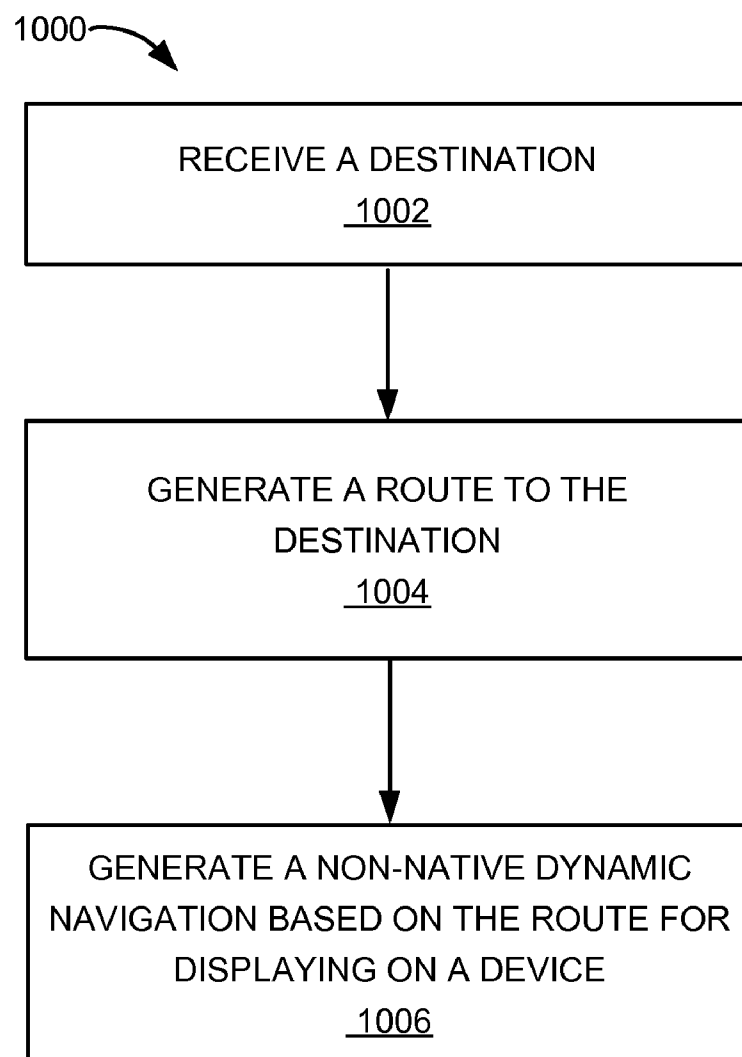 1000
RECEIVE A DESTINATION
1002
GENERATE A ROUTE TO THE
DESTINATION
1004
GENERATE A NON-NATIVE DYNAMIC
NAVIGATION BASED ON THE ROUTE FOR
DISPLAYING ON A DEVICE
1006